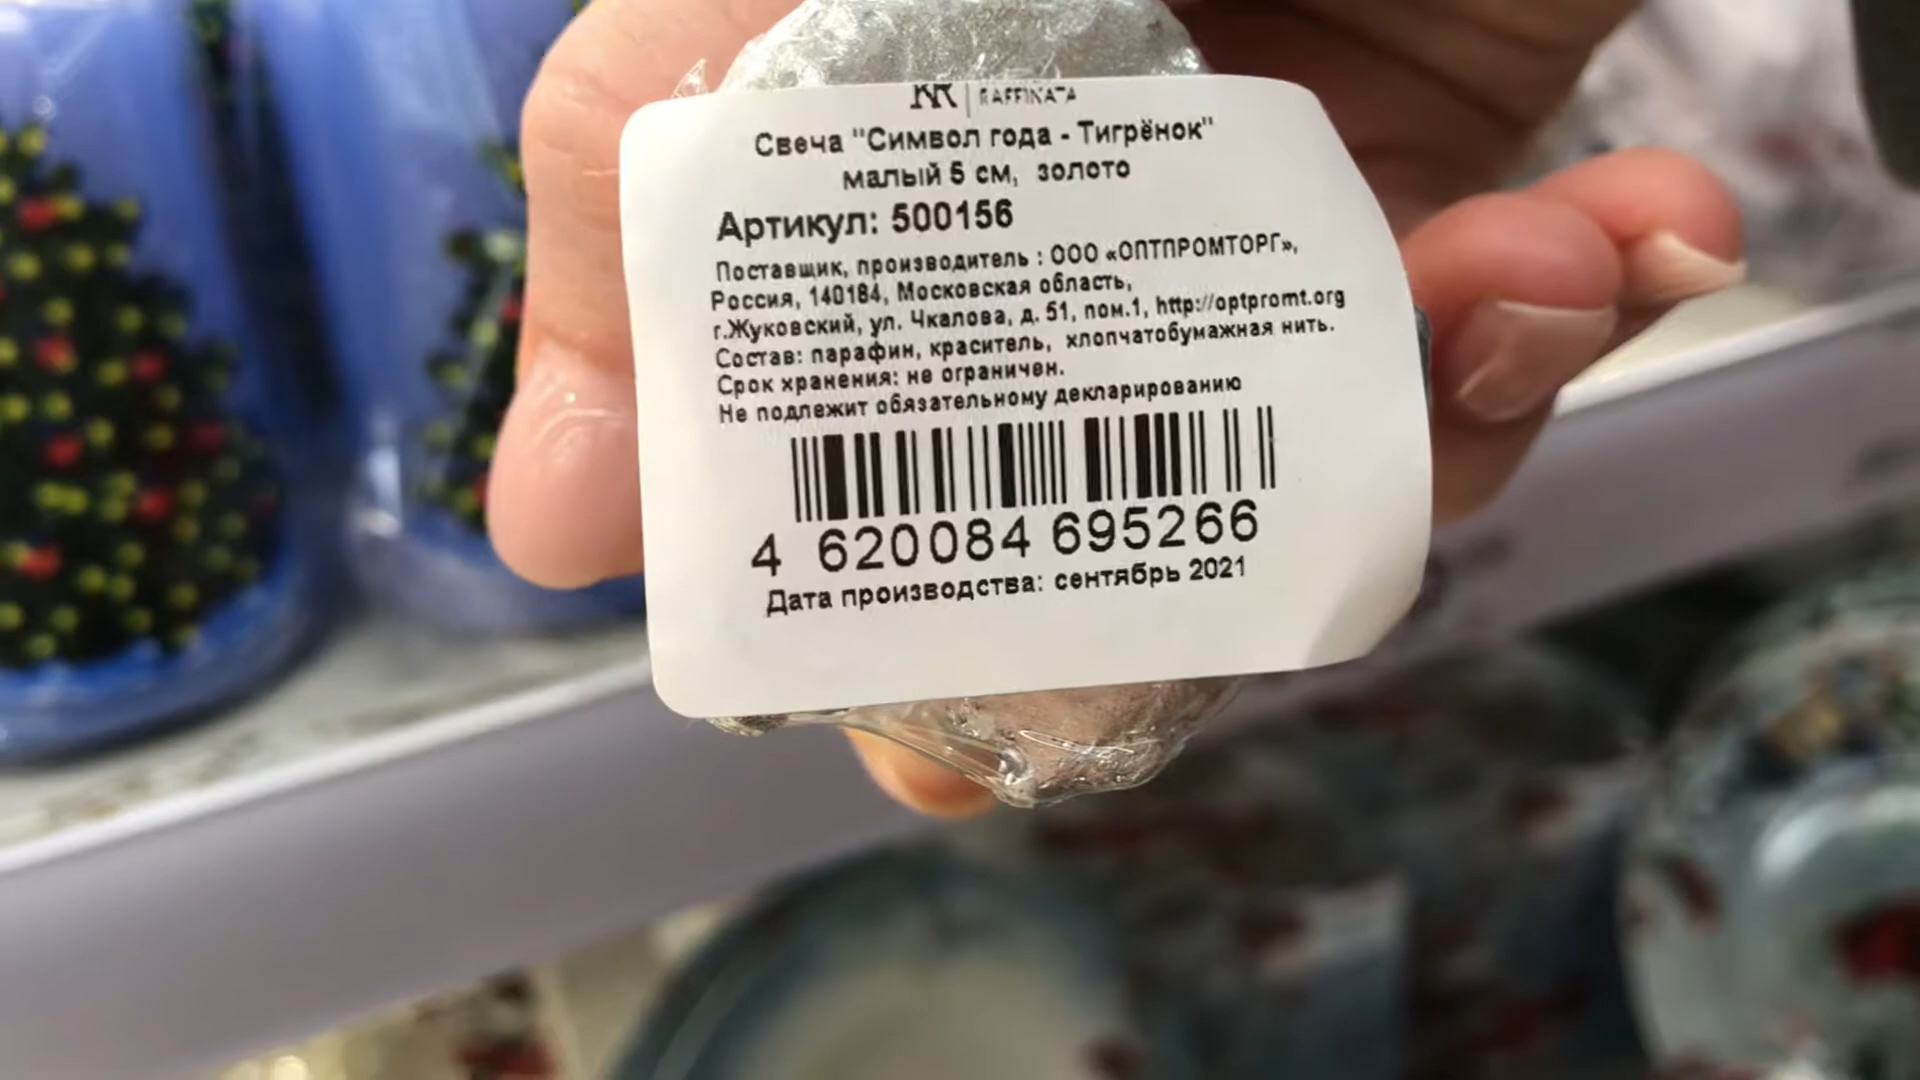 RAFFINATA
Свеча "Символ года - Тигрёнок"
малый 5 см, золото
Артикул: 500156
Поставщик, производитель : ООО «ОПТПРОМТОРГ»,
Россия, 140184, Московская область,
г.Жуковский, ул. Чкалова, д. 51, пом.1, http://optpromt.org
Состав: парафин, краситель, хлопчатобумажная нить.
Срок хранения: не ограничен.
Не подлежит обязательному декларированию
4 620084 695266
Дата производства: сентябрь 2021